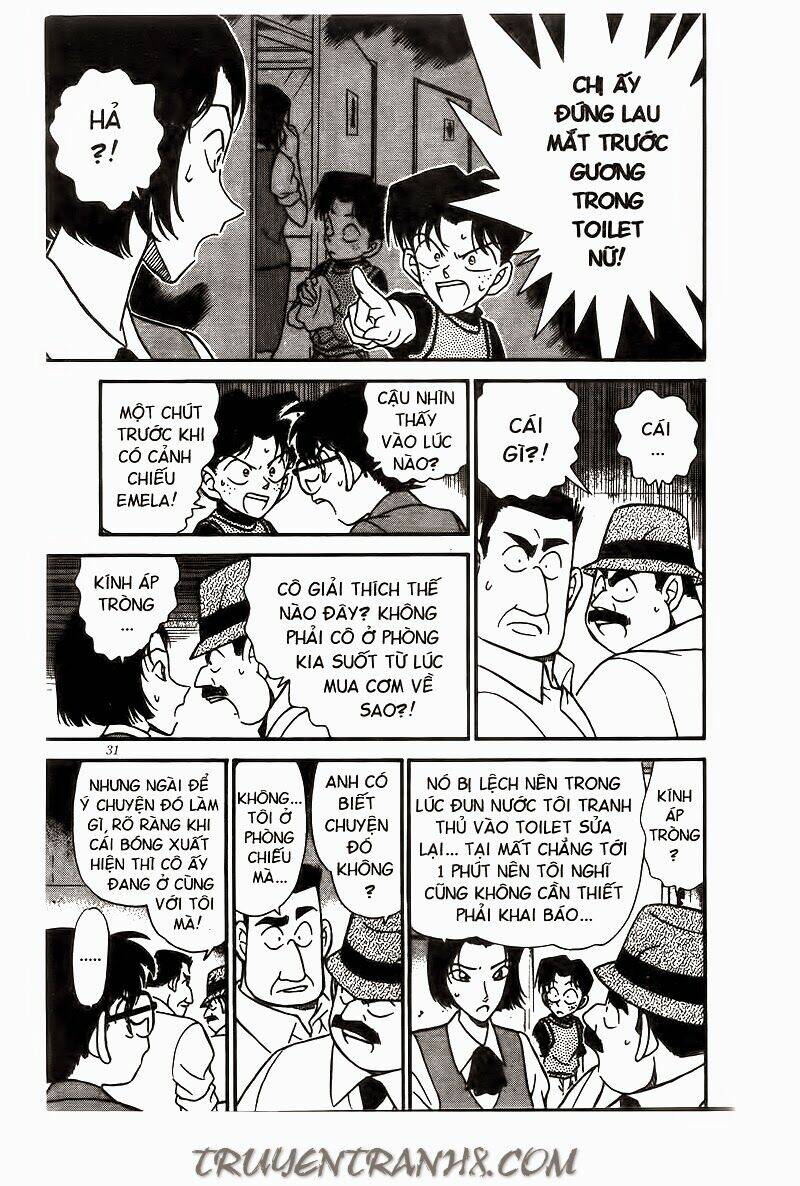 CHỊ ẤY
ĐỨNG LAU
MẮT TRƯỚC
GƯƠNG
TRONG
TOILET
NỮ!
HẢ
?!
CÁI
...
CÁI
GÌ?!
CẬU NHÌN
THẤY
VÀO LÚC
NÀO?
MỘT CHÚT
TRƯỚC KHI
CÓ CẢNH
CHIẾU
EMELA!
CÔ GIẢI THÍCH THẾ
NÀO ĐÂY? KHÔNG
PHẢI CÔ Ở PHÒNG
KIA SUỐT TỪ LÚC
MUA CƠM VỀ
SAO?!
KÍNH ÁP
TRÒNG
...
31
KÍNH
ÁP
TRÒNG
?
NÓ BỊ LỆCH NÊN TRONG
LÚC ĐUN NƯỚC TÔI TRANH
THỦ VÀO TOILET SỬA
LẠI... TẠI MẤT CHẲNG TỚI
1 PHÚT NÊN TÔI NGHĨ
CŨNG KHÔNG CẦN THIẾT
PHẢI KHAI BÁO...
ANH CÓ
BIẾT
CHUYỆN
ĐÓ
KHÔNG
?
KHÔNG...
TÔI Ở
PHÒNG
CHIẾU
MÀ...
NHƯNG NGÀI ĐỂ
Ý CHUYỆN ĐÓ LÀM
GÌ, RÕ RÀNG KHI
CÁI BÓNG XUẤT
HIỆN THÌ CÔ ẤY
ĐANG Ở CÙNG
VỚI TÔI
MÀ!
......
TRUYENTRANH8.COM